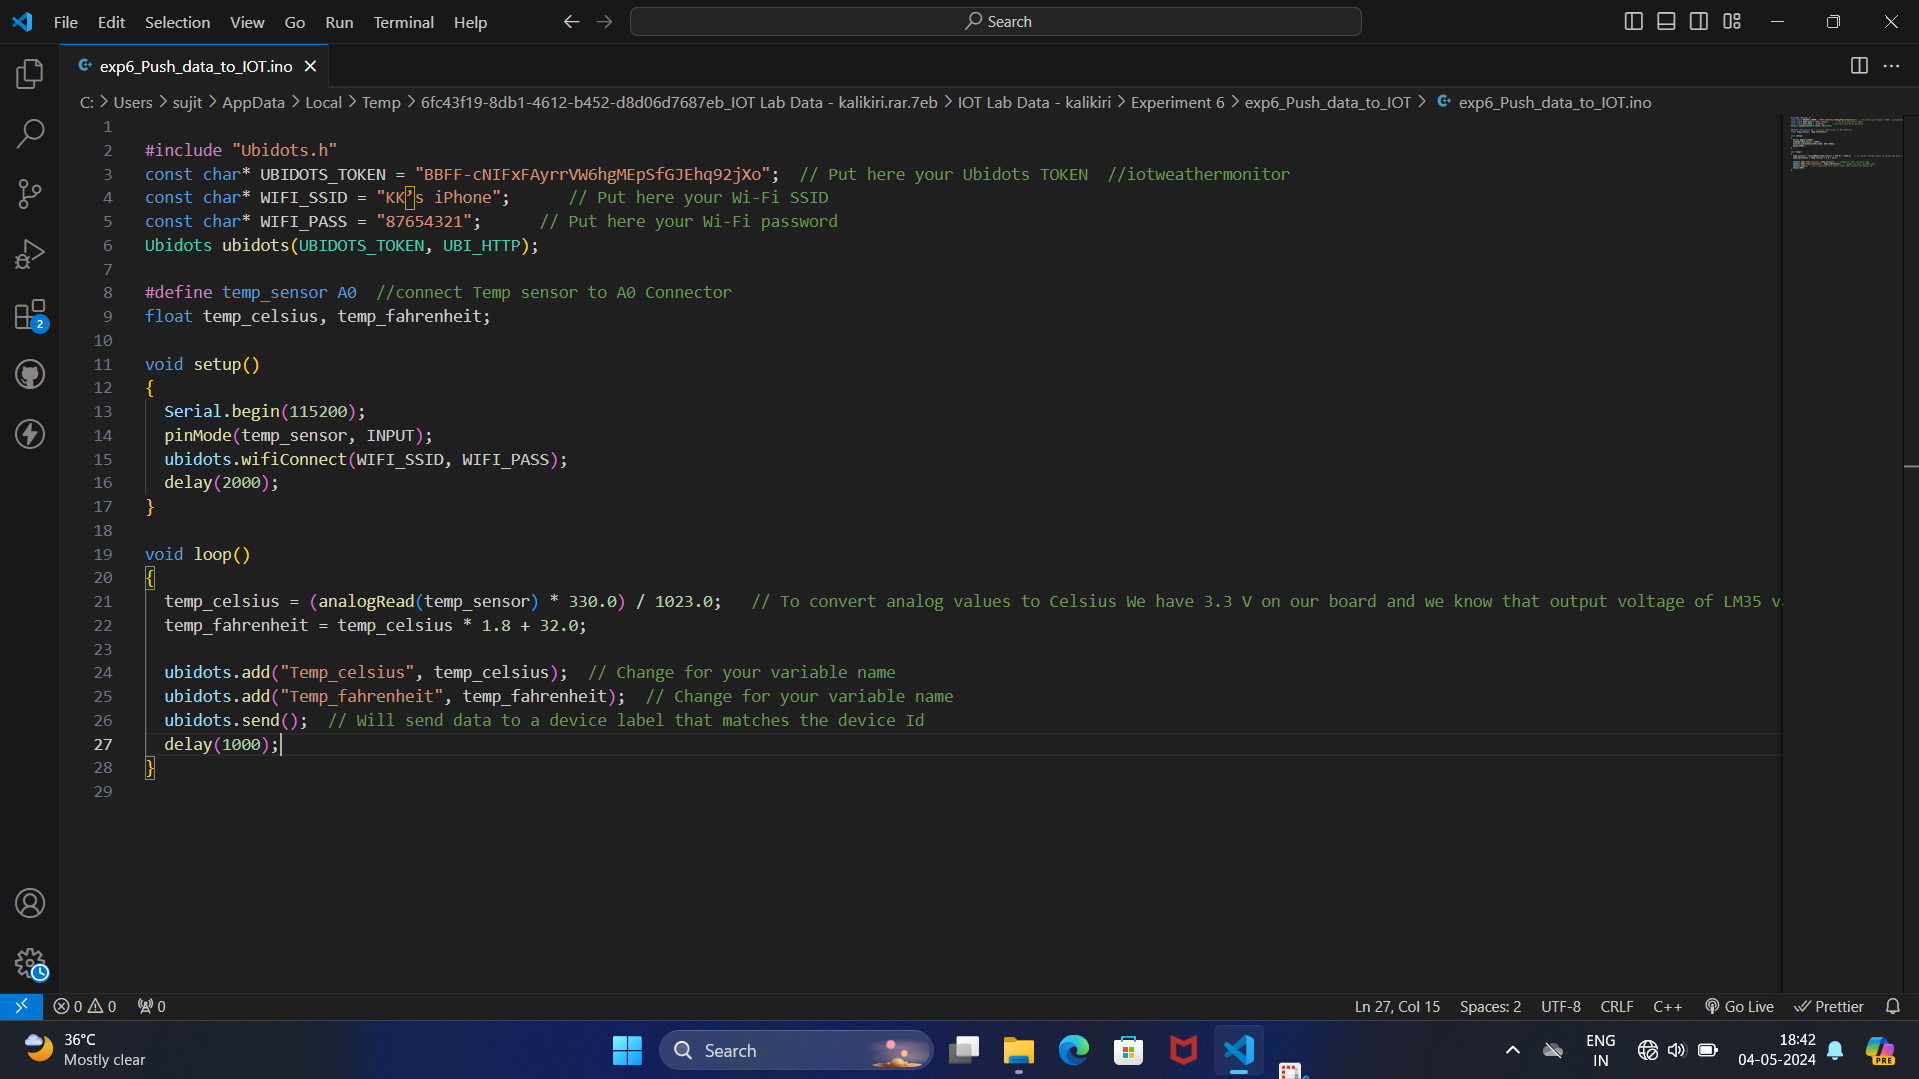 File Edit Selection View Go Run Terminal Help
Search
exp6_Push_data_to_IOT.ino
C: > Users > sujit > AppData > Local > Temp > 6fc43f19-8db1-4612-b452-d8d06d7687eb_IOT Lab Data - kalikiri.rar.7eb > IOT Lab Data - kalikiri > Experiment 6 > exp6_Push_data_to_IOT > exp6_Push_data_to_IOT.ino
1
2 #include "Ubidots.h"
3 const char* UBIDOTS_TOKEN = "BBFF-cNIFxFAyrrVW6hgMEpSfGJEhq92jXo";  // Put here your Ubidots TOKEN  //iotweathermonitor
4 const char* WIFI_SSID = "KK’s iPhone";      // Put here your Wi-Fi SSID
5 const char* WIFI_PASS = "87654321";      // Put here your Wi-Fi password
6 Ubidots ubidots(UBIDOTS_TOKEN, UBI_HTTP);
7
8 #define temp_sensor A0  //connect Temp sensor to A0 Connector
9 float temp_celsius, temp_fahrenheit;
10
11 void setup()
12 {
13   Serial.begin(115200);
14   pinMode(temp_sensor, INPUT);
15   ubidots.wifiConnect(WIFI_SSID, WIFI_PASS);
16   delay(2000);
17 }
18
19 void loop()
20 {
21   temp_celsius = (analogRead(temp_sensor) * 330.0) / 1023.0;   // To convert analog values to Celsius We have 3.3 V on our board and we know that output voltage of LM35 v
22   temp_fahrenheit = temp_celsius * 1.8 + 32.0;
23
24   ubidots.add("Temp_celsius", temp_celsius);  // Change for your variable name
25   ubidots.add("Temp_fahrenheit", temp_fahrenheit);  // Change for your variable name
26   ubidots.send();  // Will send data to a device label that matches the device Id
27   delay(1000);
28 }
29
2
0 0 0 Ln 27, Col 15 Spaces: 2 UTF-8 CRLF C++ Go Live Prettier
36°C
Mostly clear
Search
ENG
IN
18:42
04-05-2024
PRE